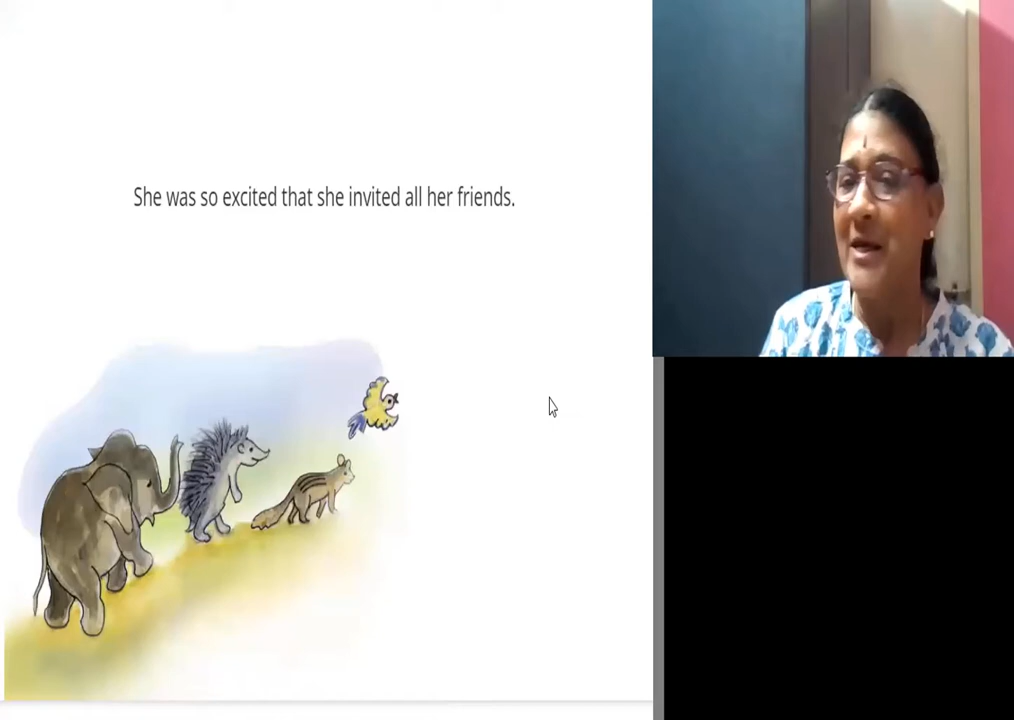 She was so excited that she invited all her friends.